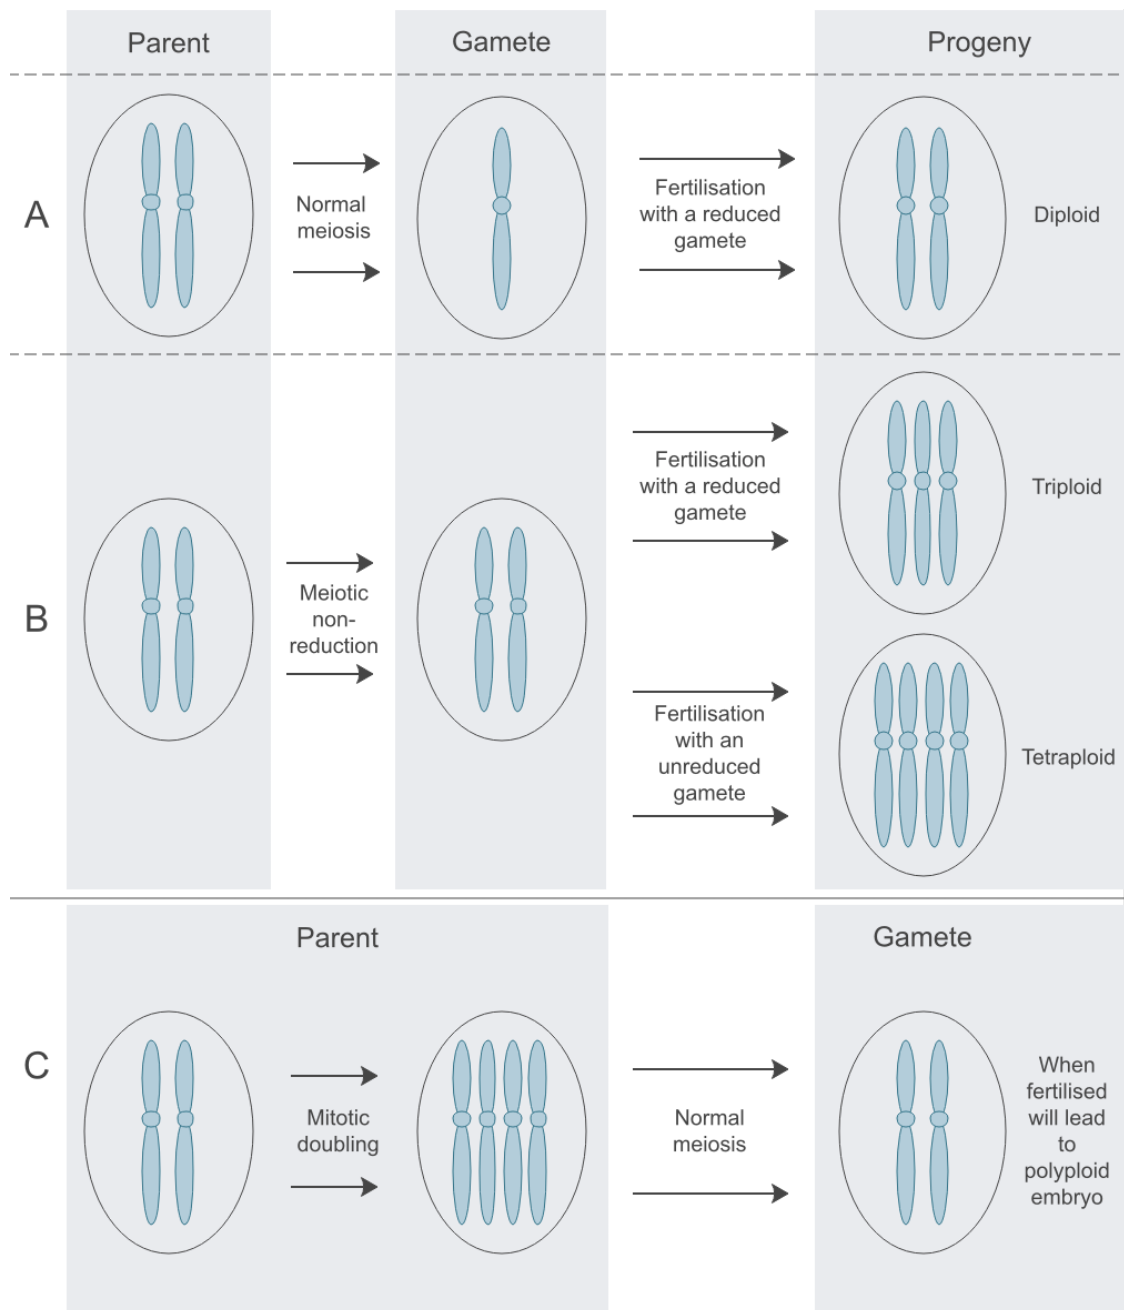 Parent
Gamete
Progeny
A
Normal
meiosis
Fertilisation
with a reduced
gamete
Diploid
B
Meiotic
non-
reduction
Fertilisation
with a reduced
gamete
Triploid
Fertilisation
with an
unreduced
gamete
Tetraploid
Parent
Gamete
C
Mitotic
doubling
Normal
meiosis
When
fertilised
will lead
to
polyploid
embryo